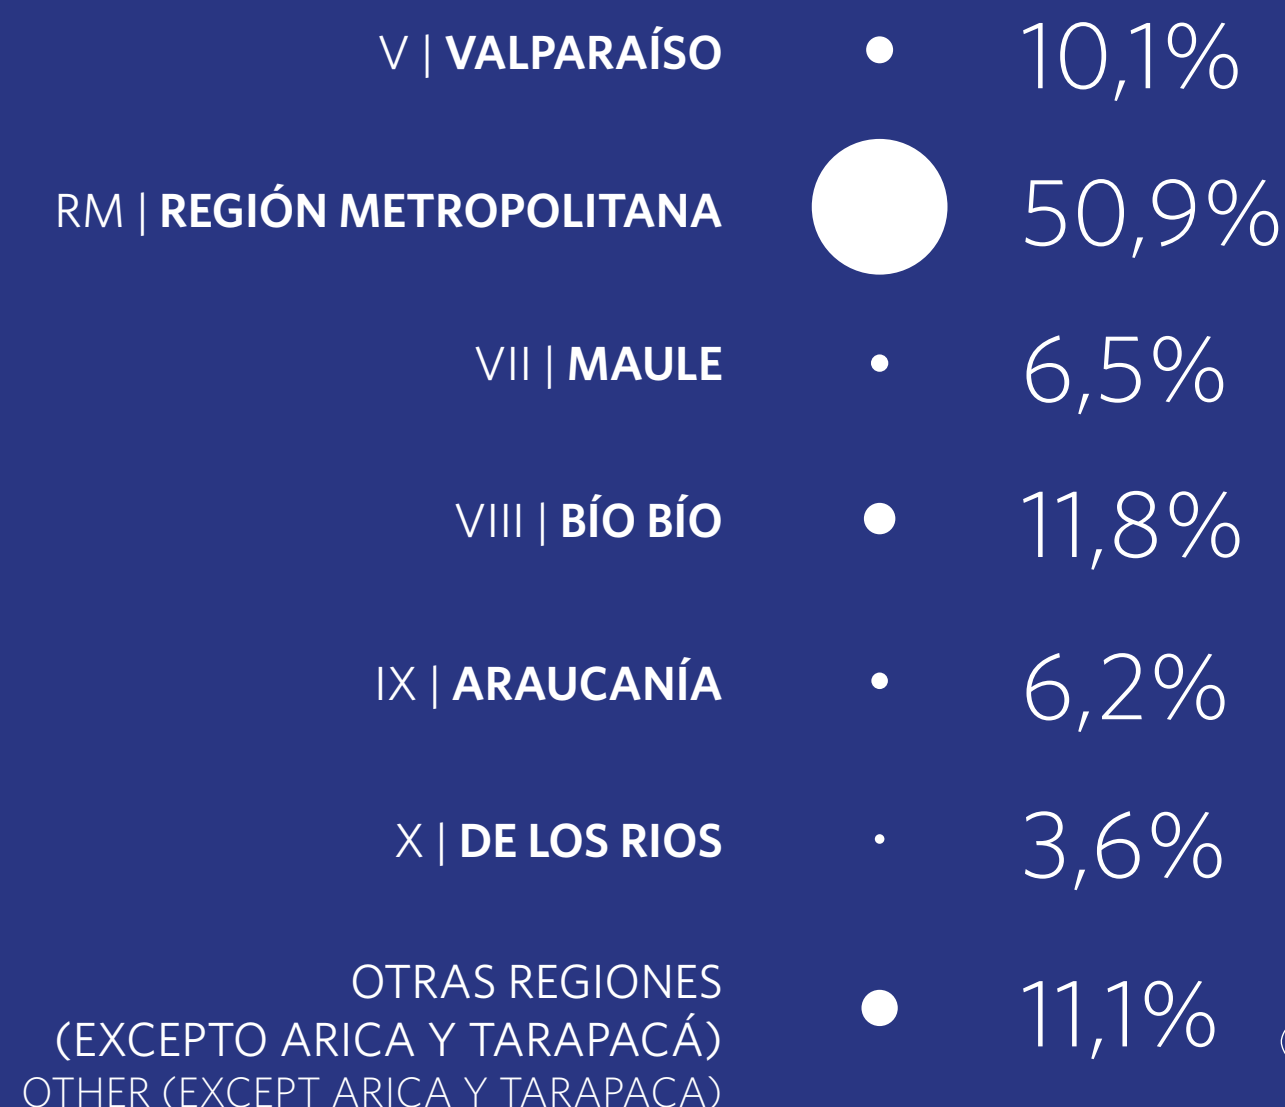 V | VALPARAÍSO 10,1%
RM | REGIÓN METROPOLITANA 50,9%
VII | MAULE 6,5%
VIII | BÍO BÍO 11,8%
IX | ARAUCANÍA 6,2%
X | DE LOS RIOS 3,6%
OTRAS REGIONES
(EXCEPTO ARICA Y TARAPACÁ) 11,1%
OTHER (EXCEPT ARICA Y TARAPACA)